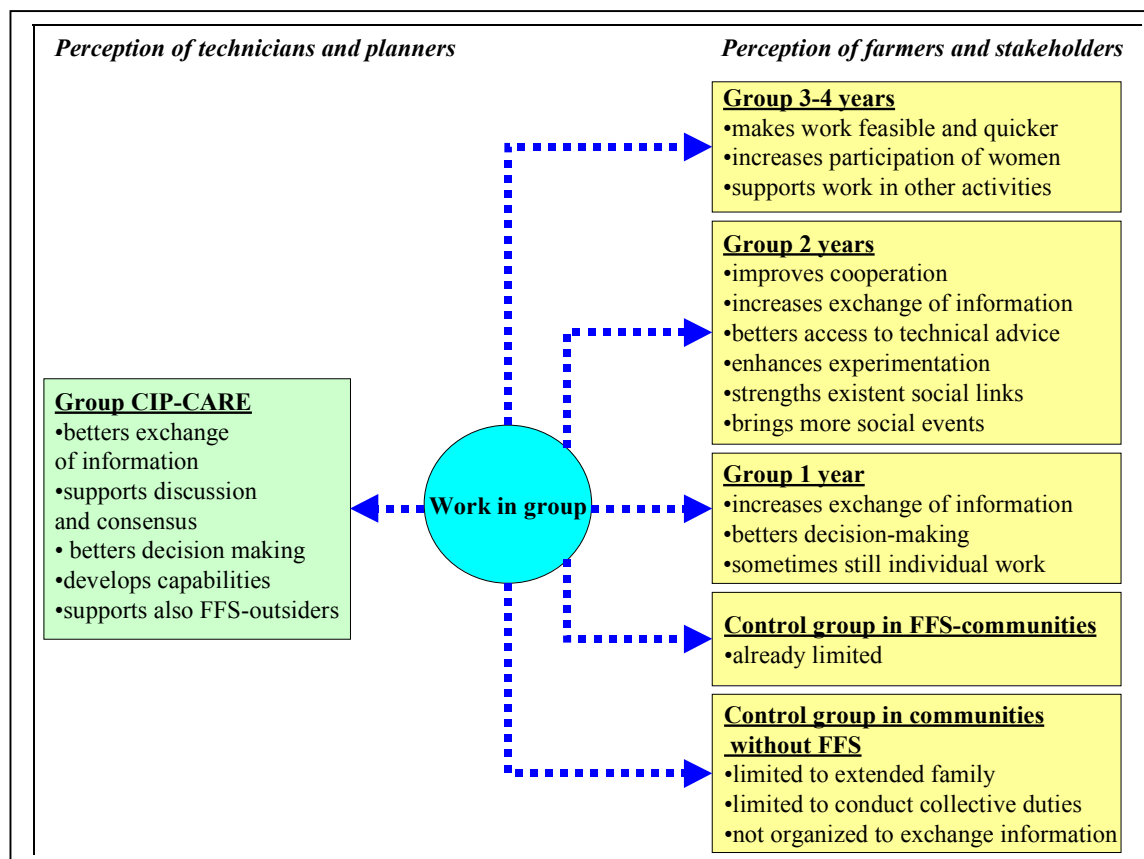 Perception of technicians and planners
Perception of farmers and stakeholders
Group CIP-CARE
•betters exchange
of information
•supports discussion
and consensus
• betters decision making
•develops capabilities
•supports also FFS-outsiders
Work in group
Group 3-4 years
•makes work feasible and quicker
•increases participation of women
•supports work in other activities
Group 2 years
•improves cooperation
•increases exchange of information
•betters access to technical advice
•enhances experimentation
•strengths existent social links
•brings more social events
Group 1 year
•increases exchange of information
•betters decision-making
•sometimes still individual work
Control group in FFS-communities
•already limited
Control group in communities
without FFS
•limited to extended family
•limited to conduct collective duties
•not organized to exchange information